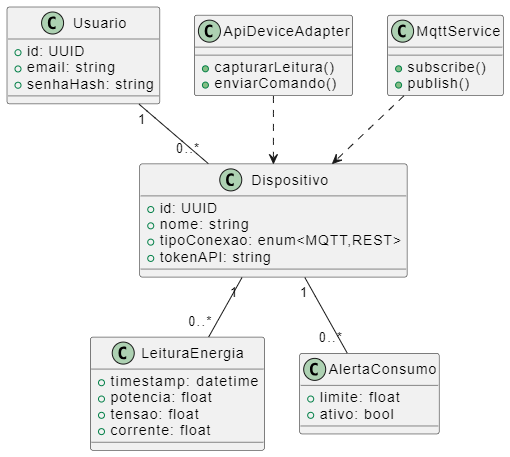 C Usuario
id: UUID
email: string
senhaHash: string
C ApiDeviceAdapter
capturarLeitura()
enviarComando()
C MqttService
subscribe()
publish()
1
0..*
C Dispositivo
id: UUID
nome: string
tipoConexao: enum<MQTT,REST>
tokenAPI: string
1
0..*
1
0..*
C LeituraEnergia
timestamp: datetime
potencia: float
tensao: float
corrente: float
C AlertaConsumo
limite: float
ativo: bool